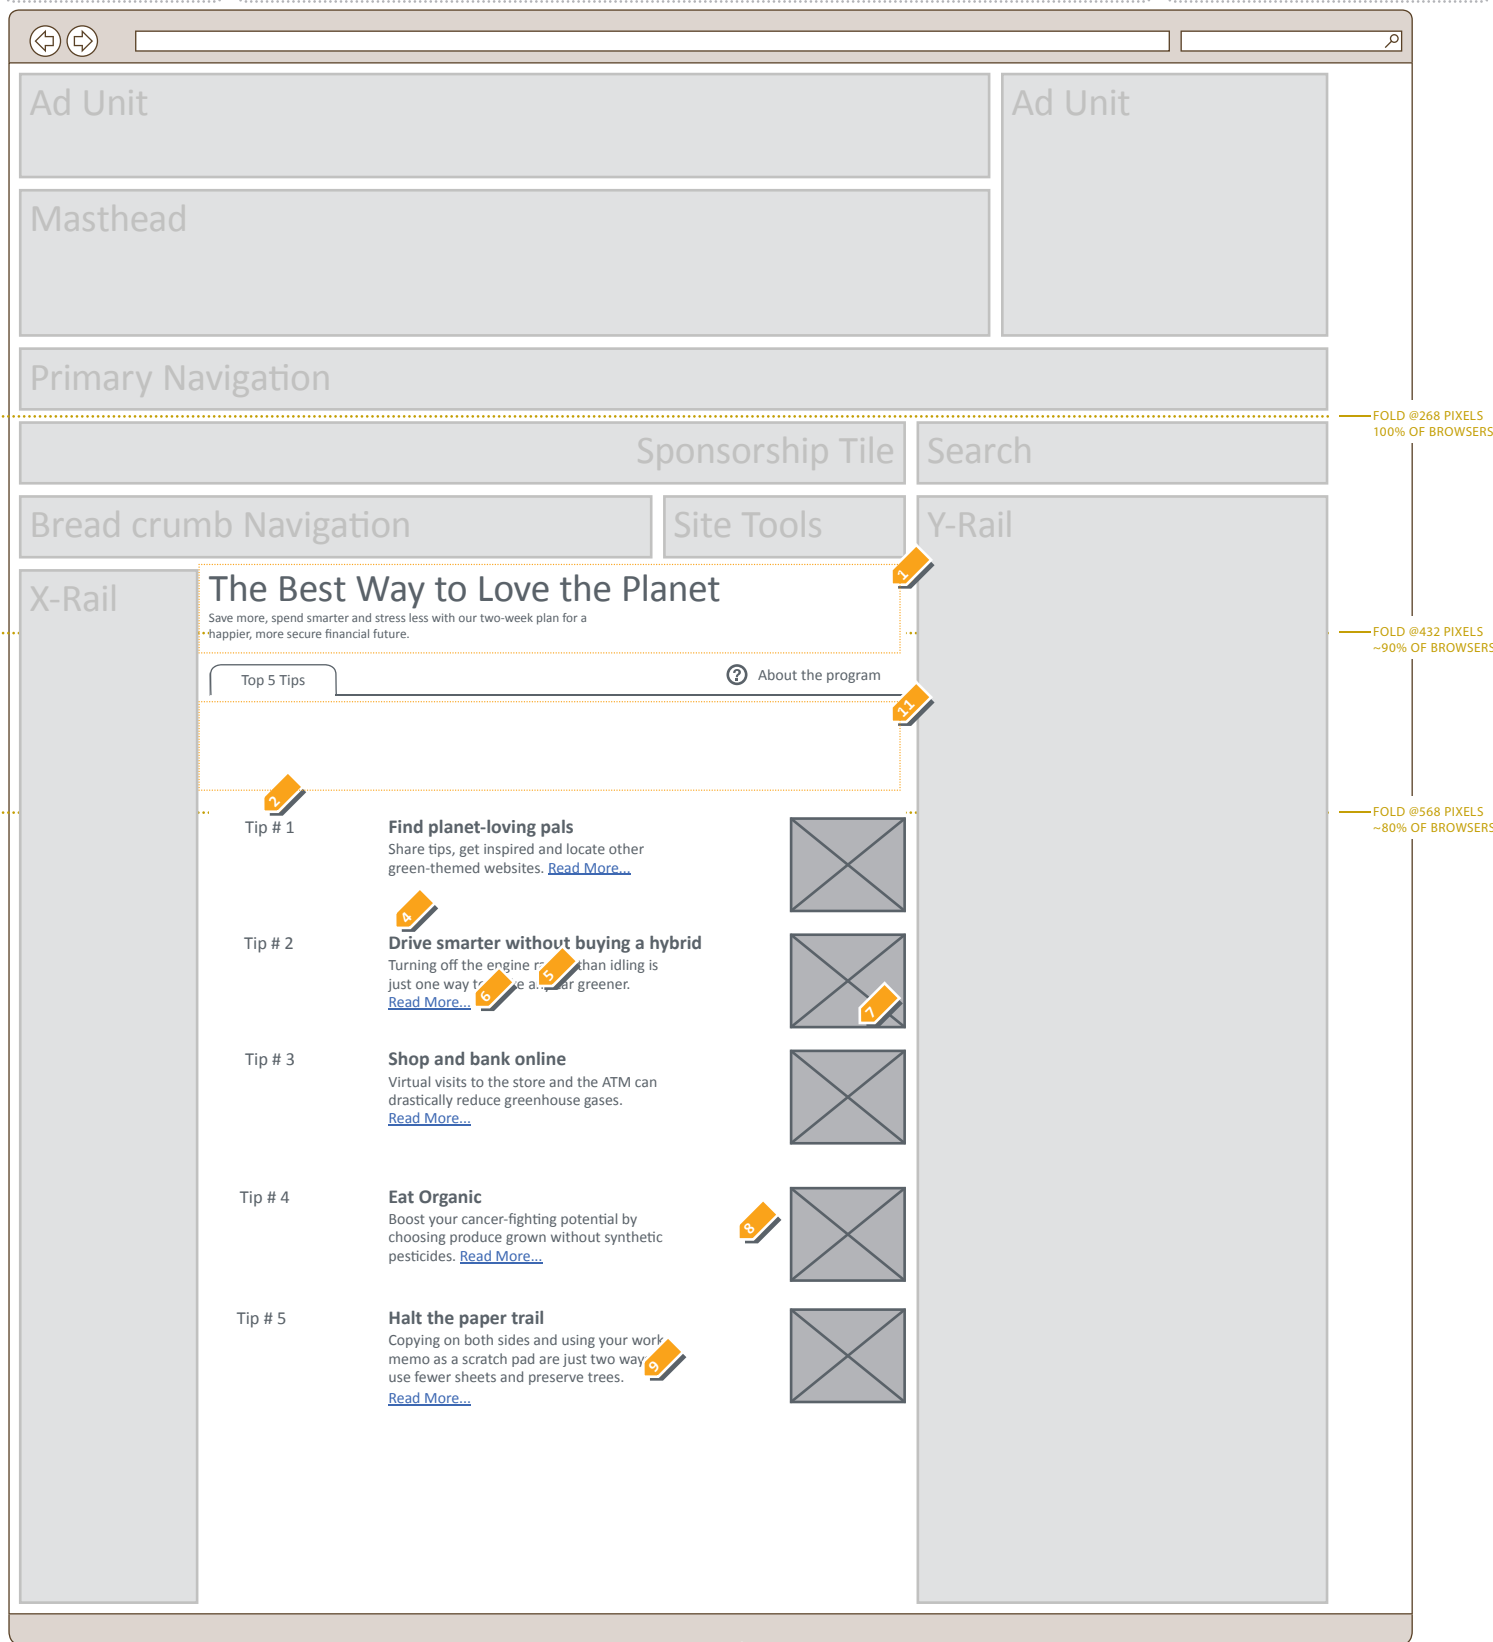 Ad Unit
Ad Unit
Masthead
Primary Navigation
FOLD @268 PIXELS
100% OF BROWSERS
Sponsorship Tile
Search
Bread crumb Navigation
Site Tools
Y-Rail
1
X-Rail
The Best Way to Love the Planet
Save more, spend smarter and stress less with our two-week plan for a
happier, more secure financial future.
FOLD @432 PIXELS
~90% OF BROWSERS
Top 5 Tips
? About the program
11
2
FOLD @568 PIXELS
~80% OF BROWSERS
Tip # 1
Find planet-loving pals
Share tips, get inspired and locate other
green-themed websites. Read More...
4
Tip # 2
Drive smarter without buying a hybrid
Turning off the engine than idling is
just one way greener.
Read More...
5
6
7
Tip # 3
Shop and bank online
Virtual visits to the store and the ATM can
drastically reduce greenhouse gases.
Read More...
Tip # 4
Eat Organic
Boost your cancer-fighting potential by
choosing produce grown without synthetic
pesticides. Read More...
8
Tip # 5
Halt the paper trail
Copying on both sides and using your work
memo as a scratch pad are just two way
use fewer sheets and preserve trees.
Read More...
9